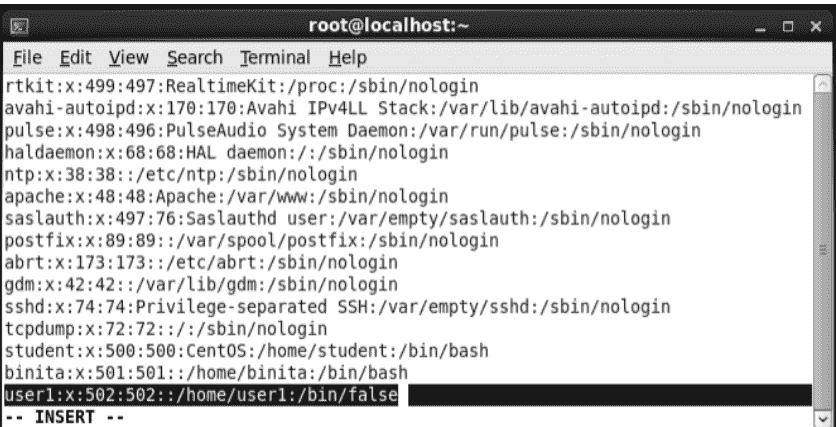 root@localhost:~
File Edit View Search Terminal Help
rtkit:x:499:497:RealtimeKit:/proc:/sbin/nologin
avahi-autoipd:x:170:170:Avahi IPv4LL Stack:/var/lib/avahi-autoipd:/sbin/nologin
pulse:x:498:496:PulseAudio System Daemon:/var/run/pulse:/sbin/nologin
haldaemon:x:68:68:HAL daemon:/:/sbin/nologin
ntp:x:38:38::/etc/ntp:/sbin/nologin
apache:x:48:48:Apache:/var/www:/sbin/nologin
saslauth:x:497:76:Saslauthd user:/var/empty/saslauth:/sbin/nologin
postfix:x:89:89::/var/spool/postfix:/sbin/nologin
abrt:x:173:173::/etc/abrt:/sbin/nologin
gdm:x:42:42::/var/lib/gdm:/sbin/nologin
sshd:x:74:74:Privilege-separated SSH:/var/empty/sshd:/sbin/nologin
tcpdump:x:72:72::/:/sbin/nologin
student:x:500:500:CentOS:/home/student:/bin/bash
binita:x:501:501::/home/binita:/bin/bash
user1:x:502:502::/home/user1:/bin/false
-- INSERT --